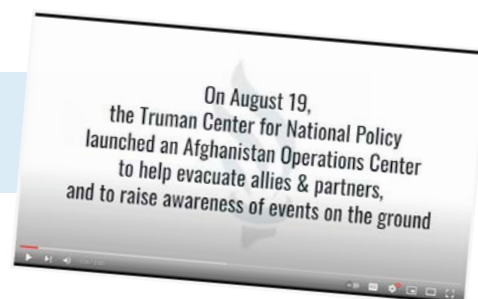 On August 19,
the Truman Center for National Policy
launched an Afghanistan Operations Center
to help evacuate allies & partners,
and to raise awareness of events on the ground